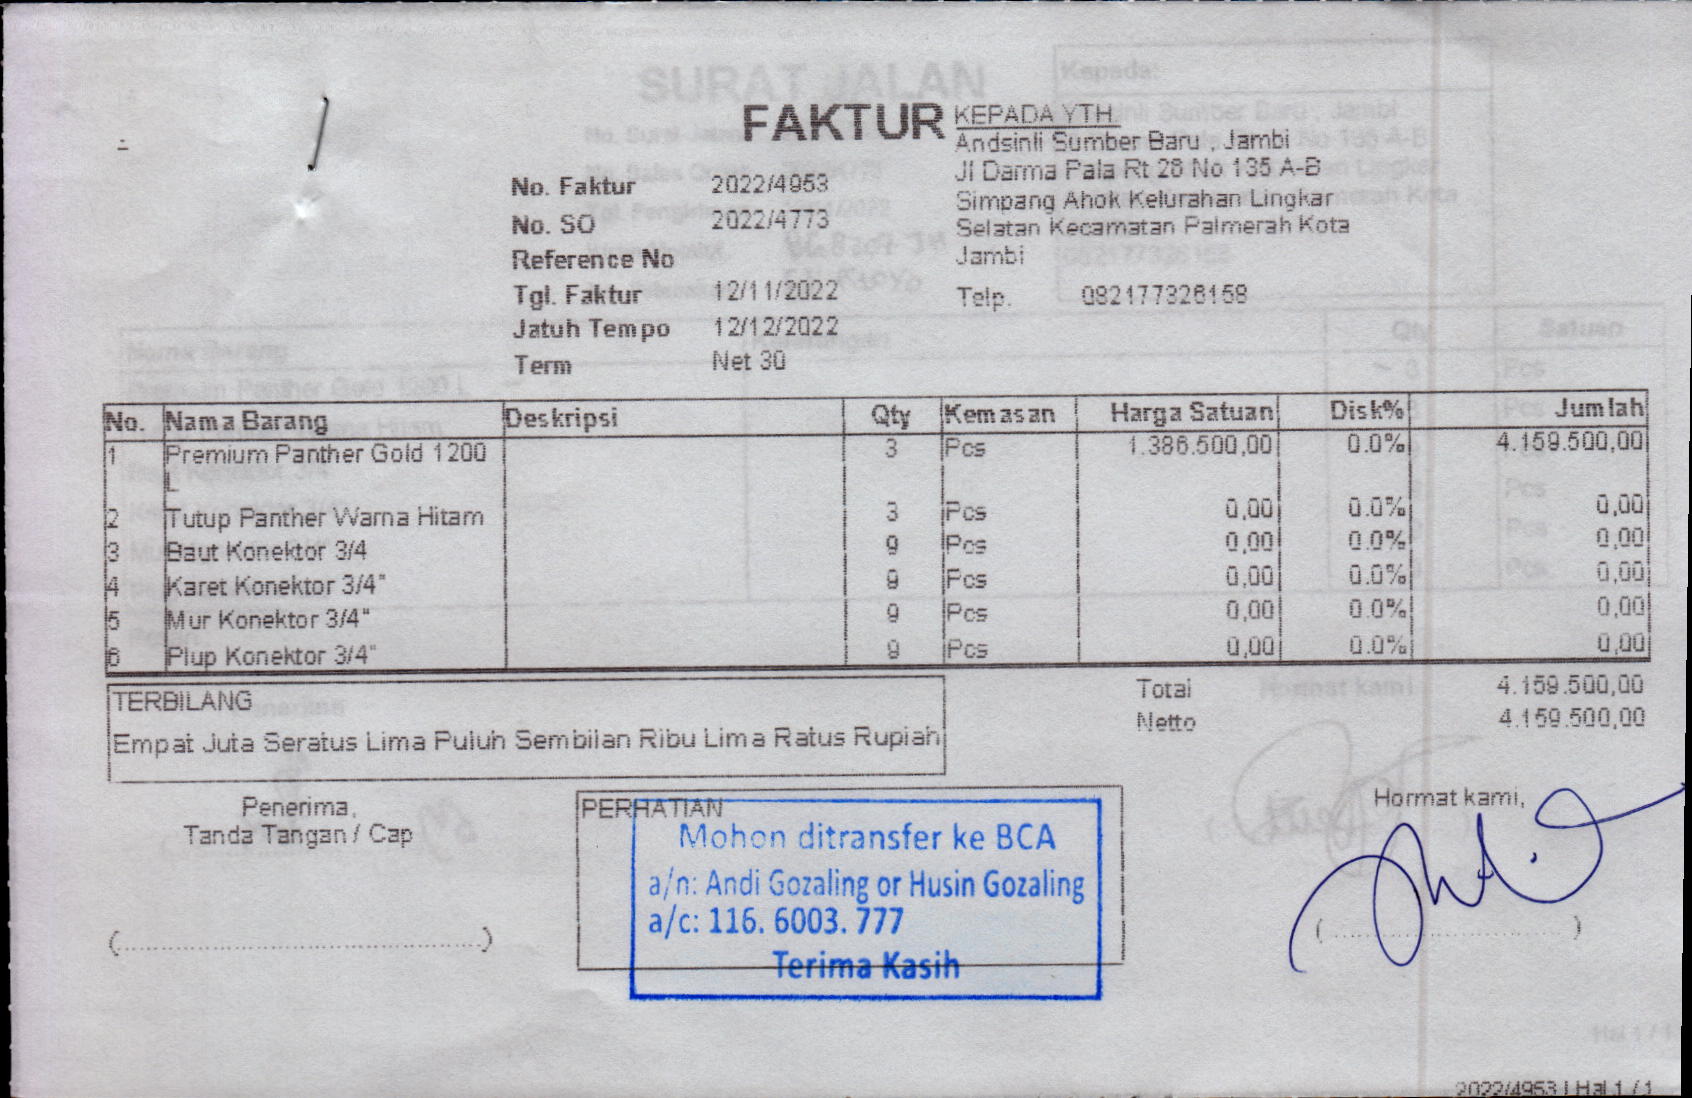 FAKTUR
KEPADA YTH.
Andsinli Sumber Baru , Jambi
Jl Darma Pala Rt 28 No 135 A-B
Simpang Ahok Kelurahan Lingkar
Selatan Kecamatan Palmerah Kota
Jambi
Telp. 082177326158
No. Faktur 2022/4953
No. SO 2022/4773
Reference No
Tgl. Faktur 12/11/2022
Jatuh Tempo 12/12/2022
Term Net 30
No. Nama Barang Deskripsi Qty Kemasan Harga Satuan Disk% Jumlah
1 Premium Panther Gold 1200 3 Pcs 1.386.500,00 0.0% 4.159.500,00
L
2 Tutup Panther Warna Hitam 3 Pcs 0,00 0.0% 0,00
3 Baut Konektor 3/4 9 Pcs 0,00 0.0% 0,00
4 Karet Konektor 3/4" 9 Pcs 0,00 0.0% 0,00
5 Mur Konektor 3/4" 9 Pcs 0,00 0.0% 0,00
6 Plup Konektor 3/4" 9 Pcs 0,00 0.0% 0,00
Total 4.159.500,00
Netto 4.159.500,00
TERBILANG
Empat Juta Seratus Lima Puluh Sembilan Ribu Lima Ratus Rupiah
Penerima,
Tanda Tangan / Cap
(..............................................)
PERHATIAN
Mohon ditransfer ke BCA
a/n: Andi Gozaling or Husin Gozaling
a/c: 116. 6003. 777
Terima Kasih
Hormat kami,
(..............................)
2022/4953 | Hal 1 / 1
SURAT JALAN
Kepada: